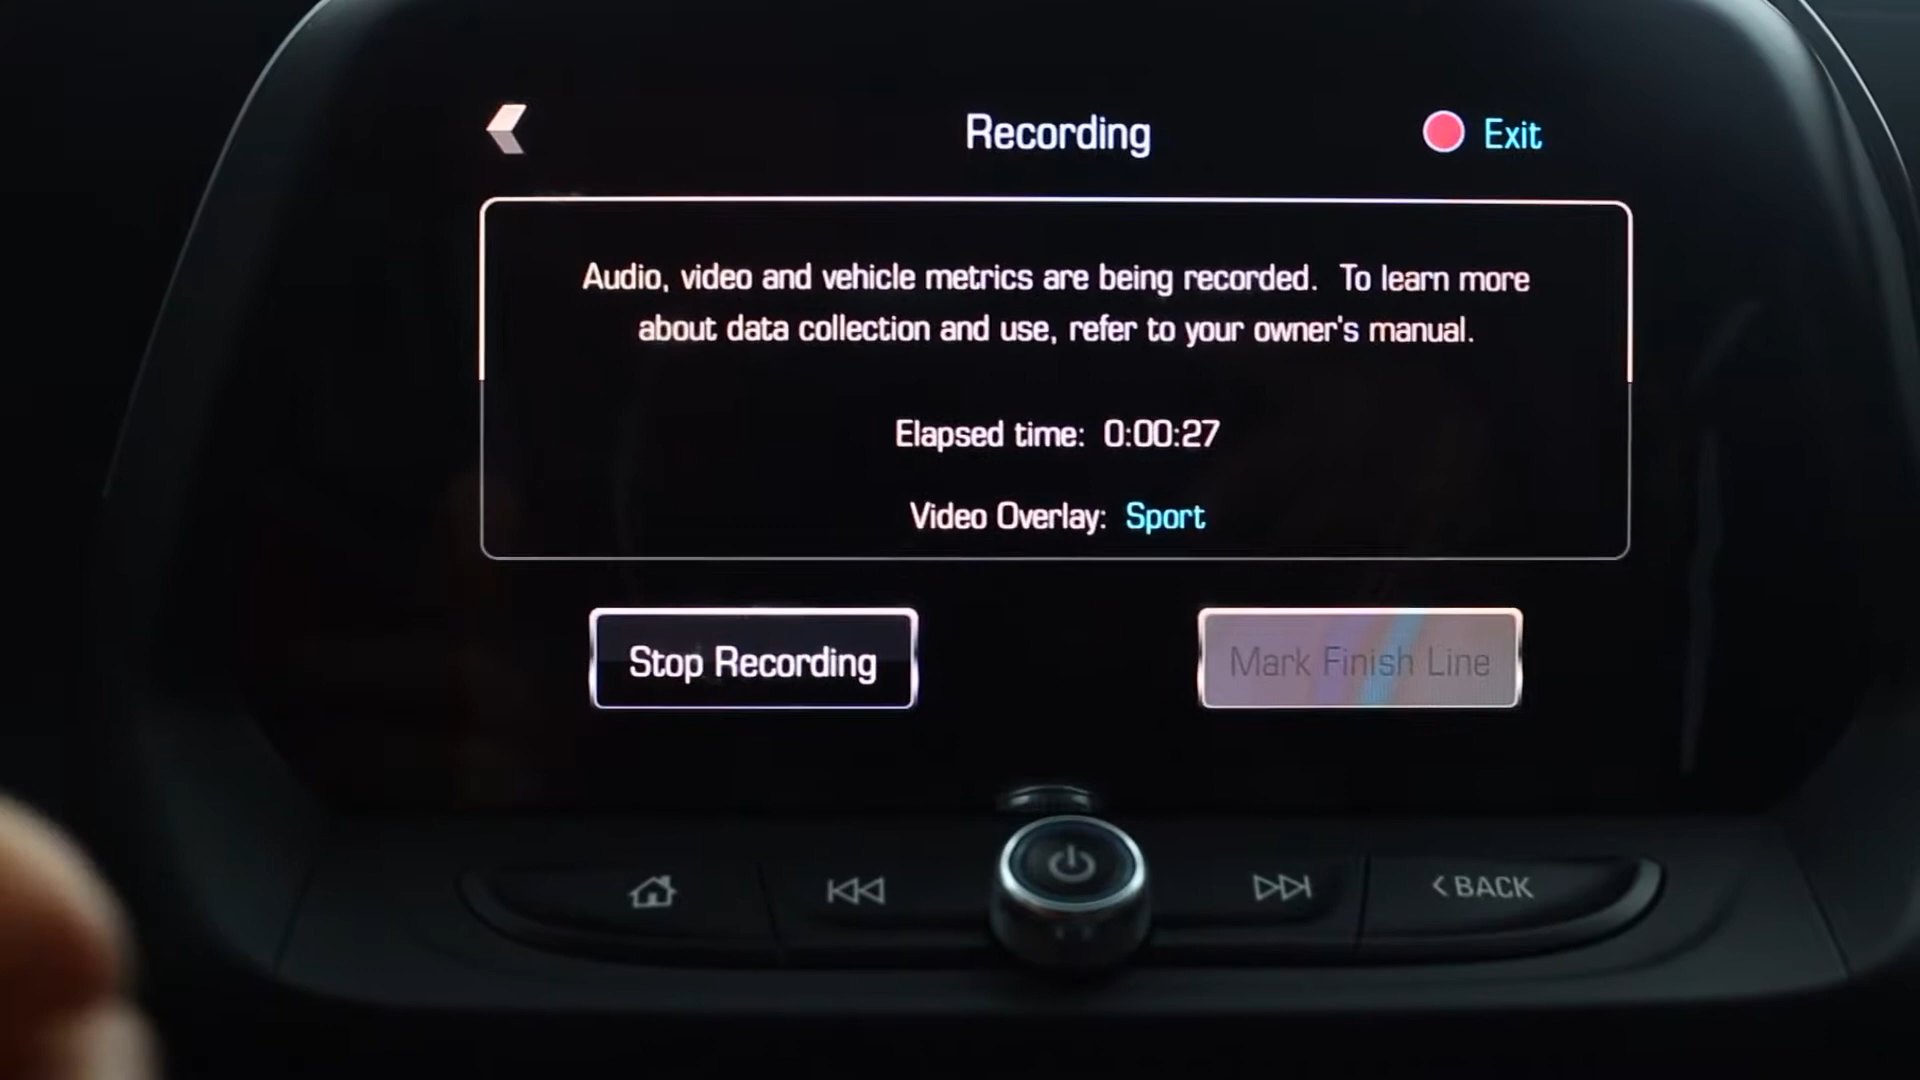 Recording
Exit
Audio, video and vehicle metrics are being recorded. To learn more
about data collection and use, refer to your owner's manual.
Elapsed time: 0:00:27
Video Overlay: Sport
Stop Recording
Mark Finish Line
BACK